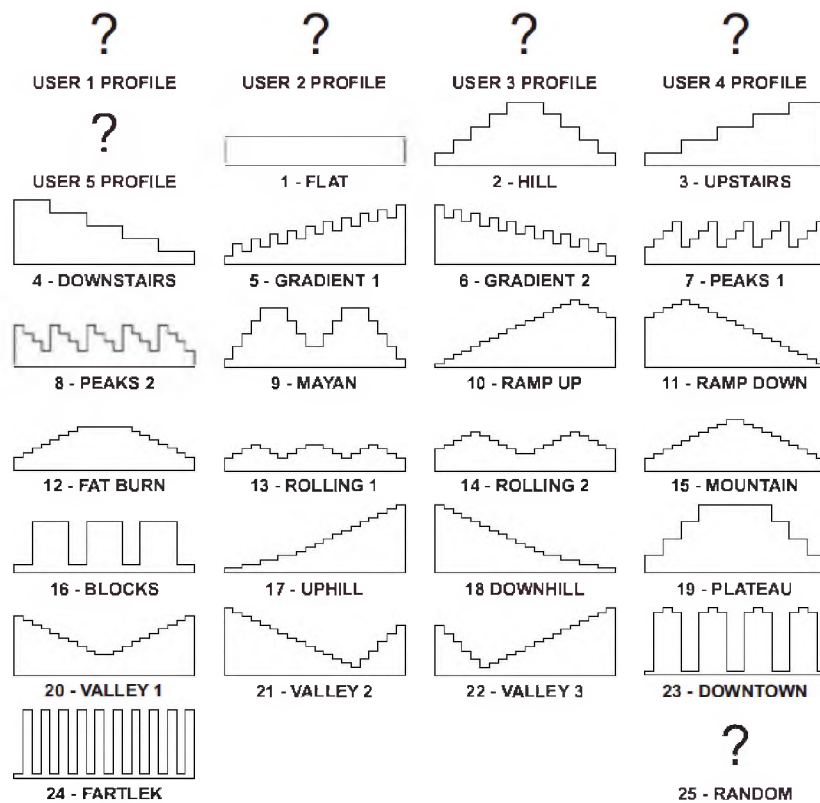 ? ? ? ?
USER 1 PROFILE USER 2 PROFILE USER 3 PROFILE USER 4 PROFILE
?
USER 5 PROFILE 1 - FLAT 2 - HILL 3 - UPSTAIRS
4 - DOWNSTAIRS 5 - GRADIENT 1 6 - GRADIENT 2 7 - PEAKS 1
8 - PEAKS 2 9 - MAYAN 10 - RAMP UP 11 - RAMP DOWN
12 - FAT BURN 13 - ROLLING 1 14 - ROLLING 2 15 - MOUNTAIN
16 - BLOCKS 17 - UPHILL 18 DOWNHILL 19 - PLATEAU
20 - VALLEY 1 21 - VALLEY 2 22 - VALLEY 3 23 - DOWNTOWN
?
24 - FARTLEK 25 - RANDOM